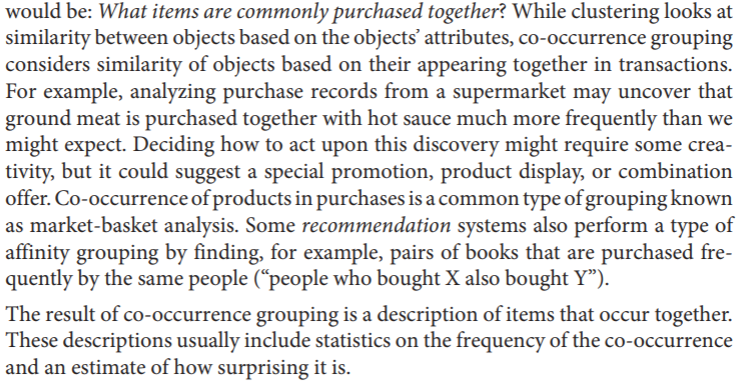 would be: What items are commonly purchased together? While clustering looks at
similarity between objects based on the objects’ attributes, co-occurrence grouping
considers similarity of objects based on their appearing together in transactions.
For example, analyzing purchase records from a supermarket may uncover that
ground meat is purchased together with hot sauce much more frequently than we
might expect. Deciding how to act upon this discovery might require some crea-
tivity, but it could suggest a special promotion, product display, or combination
offer. Co-occurrence of products in purchases is a common type of grouping known
as market-basket analysis. Some recommendation systems also perform a type of
affinity grouping by finding, for example, pairs of books that are purchased fre-
quently by the same people (“people who bought X also bought Y”).
The result of co-occurrence grouping is a description of items that occur together.
These descriptions usually include statistics on the frequency of the co-occurrence
and an estimate of how surprising it is.